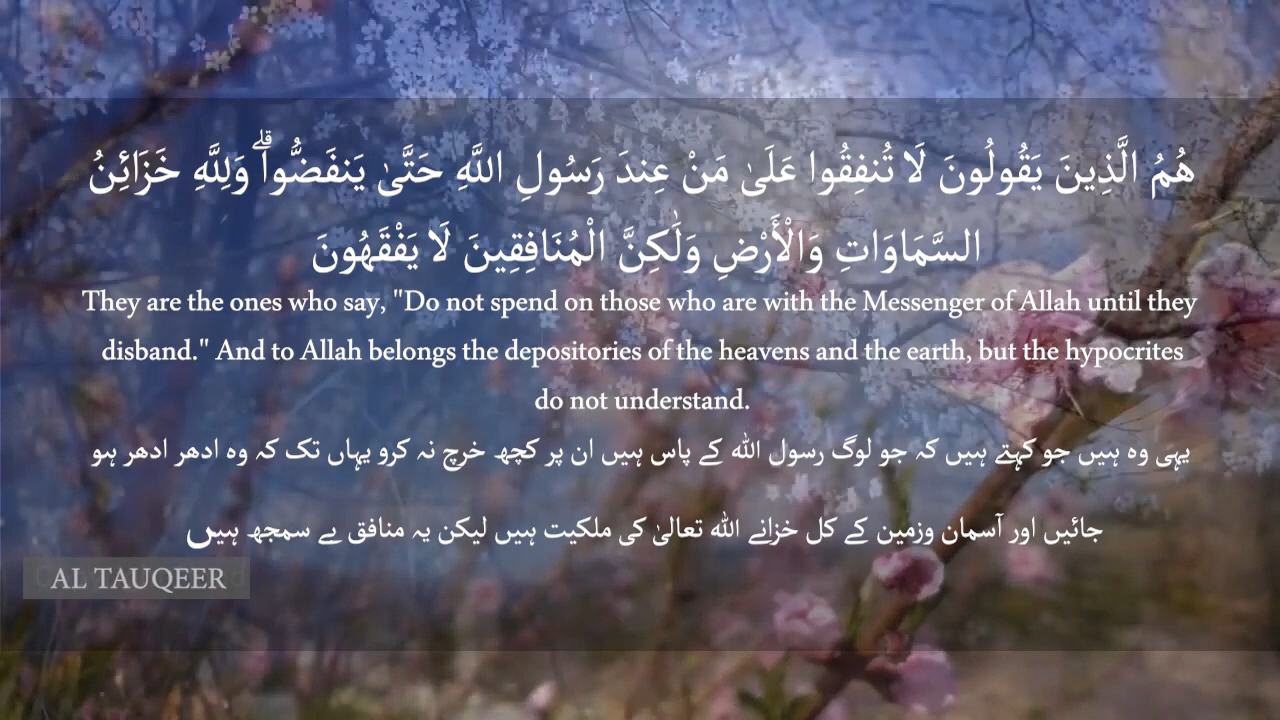 هُمُ الَّذِينَ يَقُولُونَ لَا تُنفِقُوا عَلَىٰ مَنْ عِندَ رَسُولِ اللَّهِ حَتَّىٰ يَنفَضُّوا ۗ وَلِلَّهِ خَزَائِنُ
السَّمَاوَاتِ وَالْأَرْضِ وَلَٰكِنَّ الْمُنَافِقِينَ لَا يَفْقَهُونَ
They are the ones who say, "Do not spend on those who are with the Messenger of Allah until they
disband." And to Allah belongs the depositories of the heavens and the earth, but the hypocrites
do not understand.
یہی وہ ہیں جو کہتے ہیں کہ جو لوگ رسول اللہ کے پاس ہیں ان پر کچھ خرچ نہ کرو یہاں تک کہ وہ ادھر ادھر ہو
جائیں اور آسمان وزمین کے کل خزانے اللہ تعالیٰ کی ملکیت ہیں لیکن یہ منافق بے سمجھ ہیں
AL TAUQEER